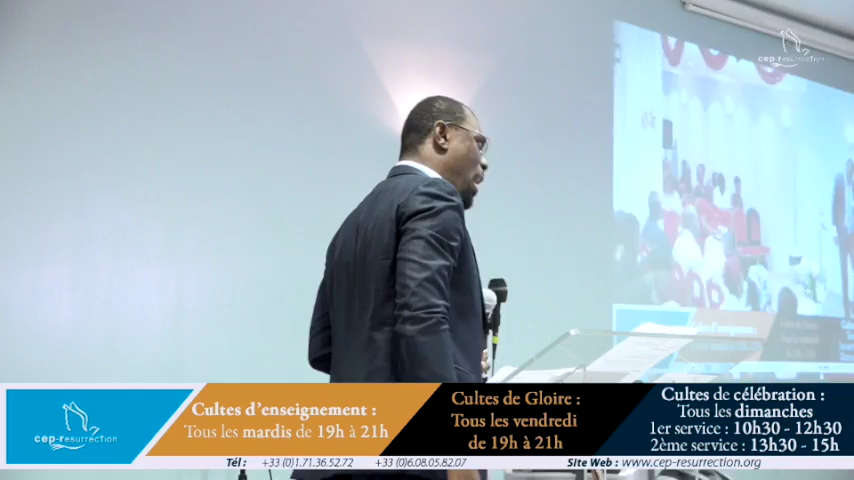 cep-resurrection
cep-resurrection
Cultes d'enseignement :
Tous les mardis de 19h à 21h
Cultes de Gloire :
Tous les vendredi
de 19h à 21h
Cultes de célébration :
Tous les dimanches
1er service : 10h30 - 12h30
2ème service : 13h30 - 15h
Tél : +33 (0)1.71.36.52.72 +33 (0)6.08.05.82.07 Site Web : www.cep-resurrection.org